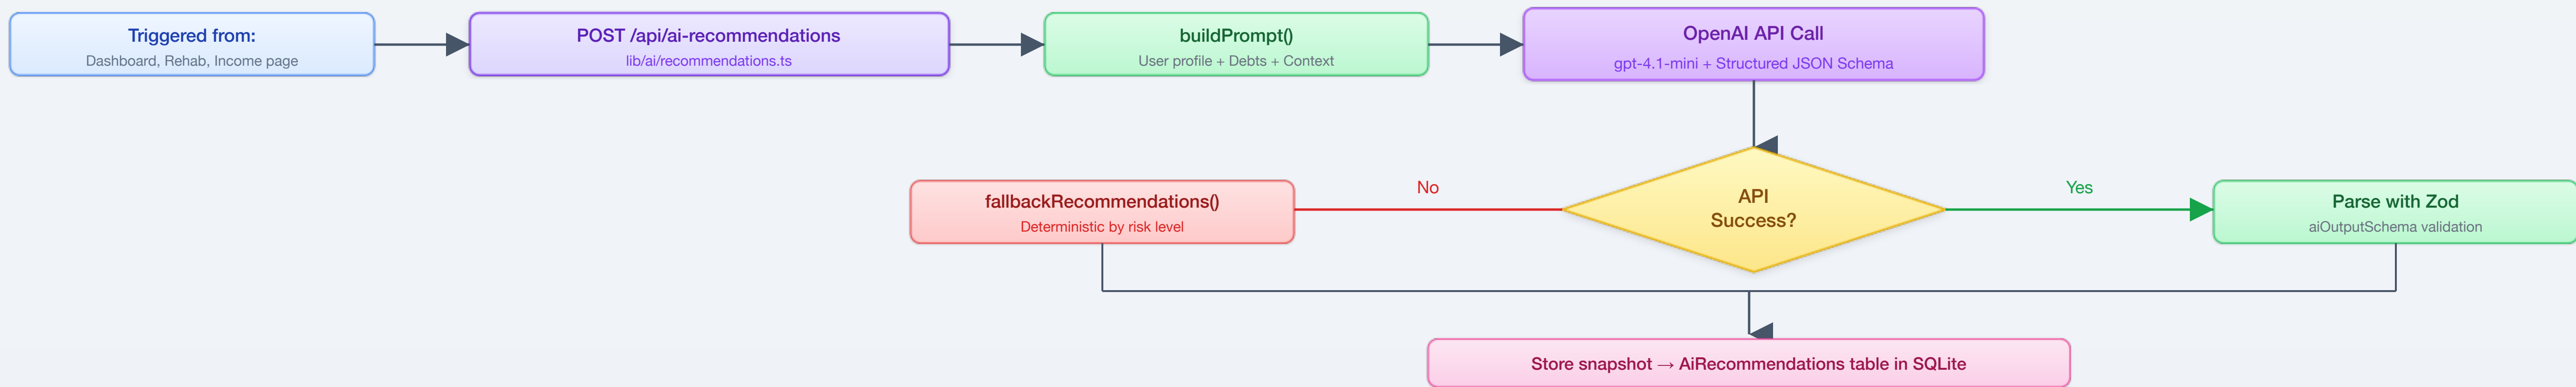 Triggered from:
Dashboard, Rehab, Income page
POST /api/ai-recommendations
lib/ai/recommendations.ts
buildPrompt()
User profile + Debts + Context
OpenAI API Call
gpt-4.1-mini + Structured JSON Schema
API
Success?
No
fallbackRecommendations()
Deterministic by risk level
Yes
Parse with Zod
aiOutputSchema validation
Store snapshot → AiRecommendations table in SQLite